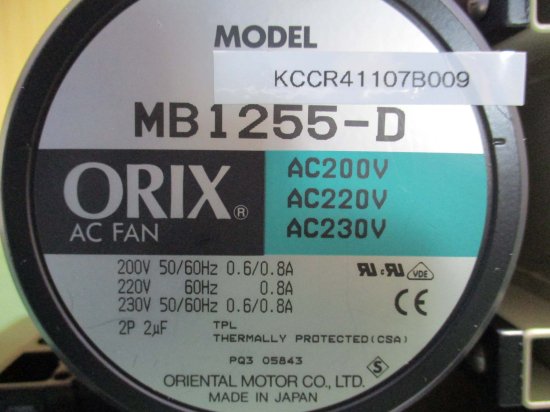 MODEL
KCCR41107B009
MB1255-D
ORIX®
AC FAN
AC200V
AC220V
AC230V
200V 50/60Hz 0.6/0.8A
220V 60Hz 0.8A
230V 50/60Hz 0.6/0.8A
2P 2µF
TPL
THERMALLY PROTECTED(CSA)
VDE
CE
PQ3 05843
S
ORIENTAL MOTOR CO., LTD.
MADE IN JAPAN